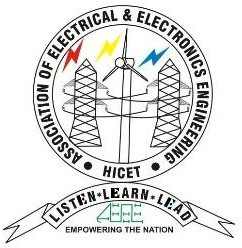 ASSOCIATION OF ELECTRICAL & ELECTRONICS ENGINEERING
• HICET •
LISTEN•LEARN•LEAD
AEEE
EMPOWERING THE NATION